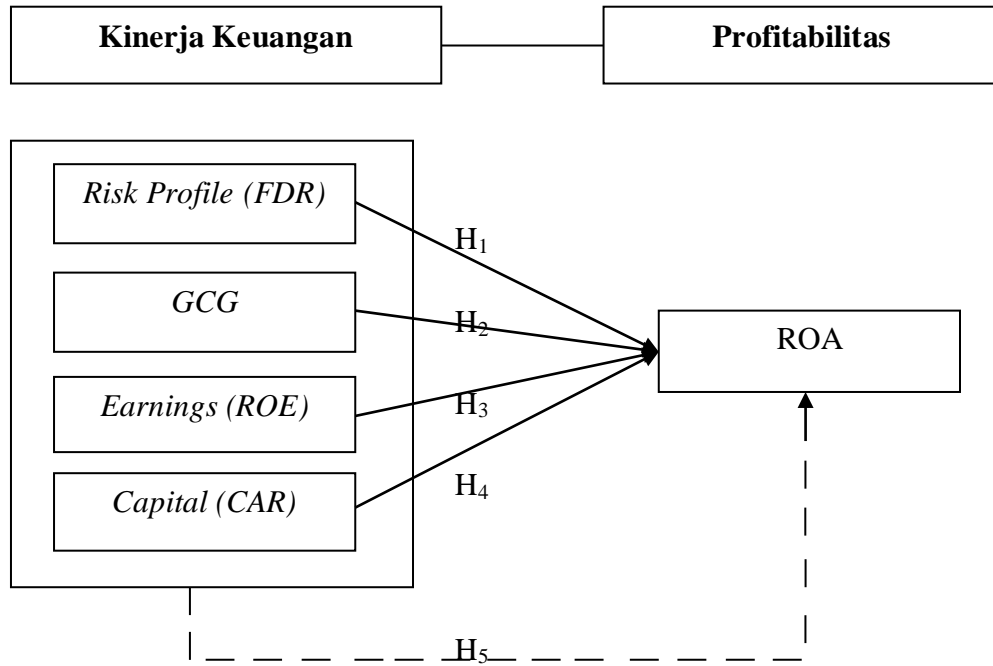 Kinerja Keuangan
Profitabilitas
Risk Profile (FDR)
H₁
GCG
H₂
ROA
Earnings (ROE)
H₃
Capital (CAR)
H₄
H₅